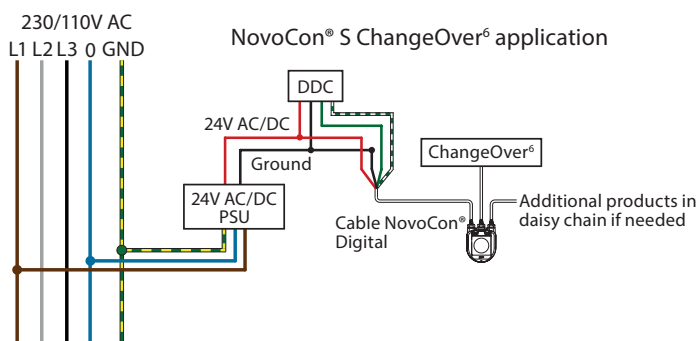 230/110V AC
L1 L2 L3 0 GND
NovoCon® S ChangeOver⁶ application
DDC
24V AC/DC
Ground
ChangeOver⁶
24V AC/DC
PSU
Cable NovoCon®
Digital
Additional products in
daisy chain if needed